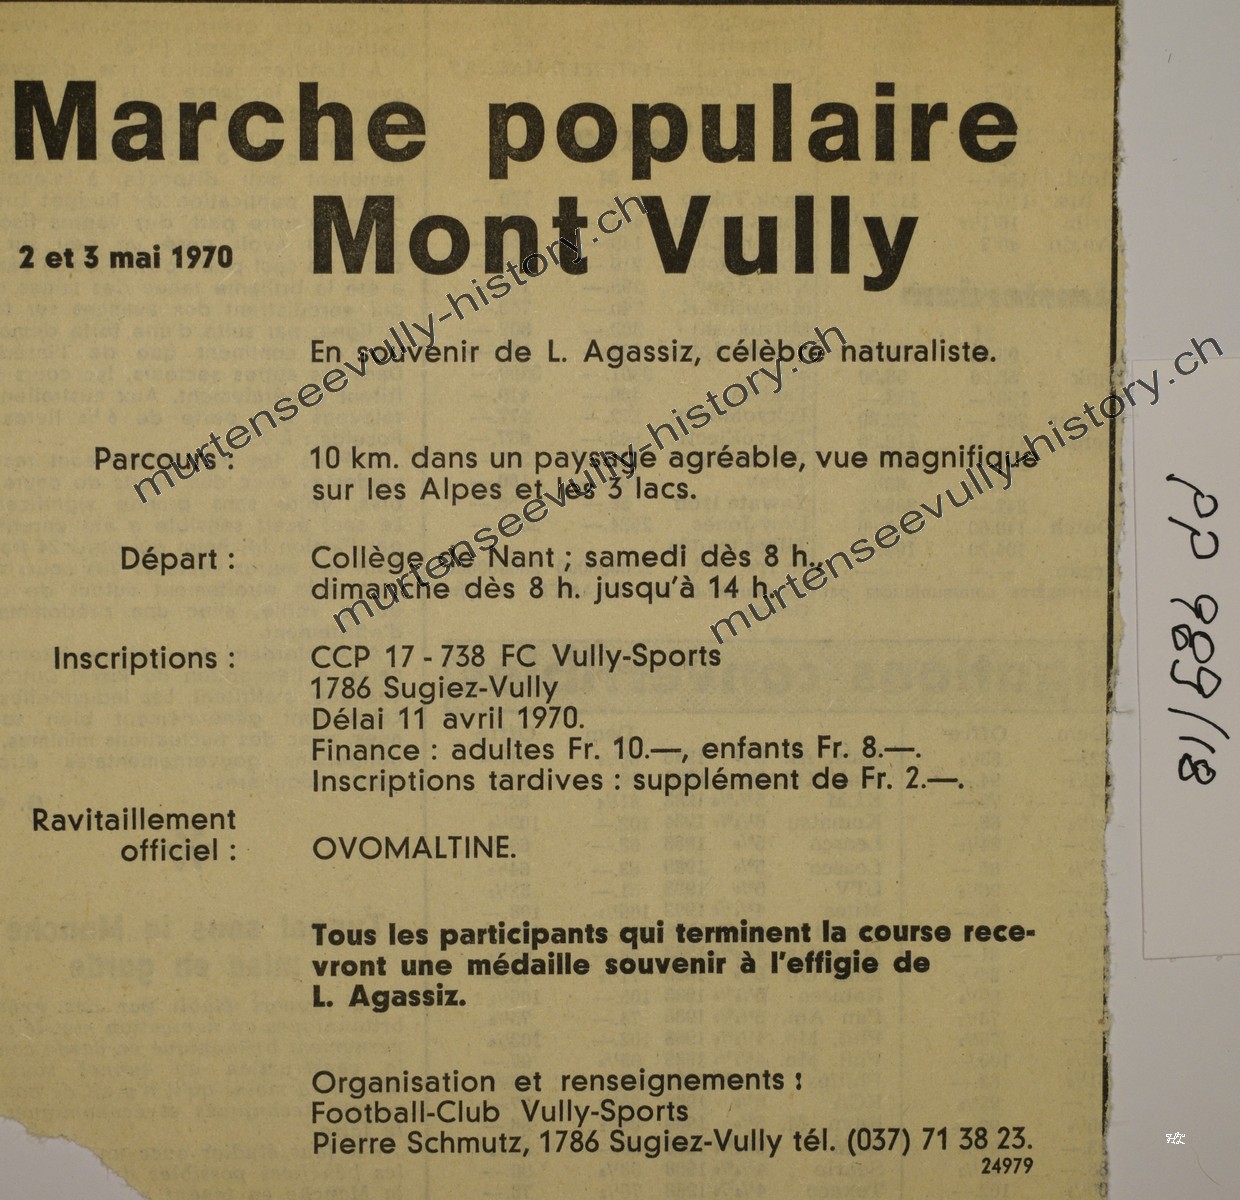 Marche populaire
2 et 3 mai 1970 Mont Vully
En souvenir de L. Agassiz, célèbre naturaliste.
Parcours : 10 km. dans un paysage agréable, vue magnifique
sur les Alpes et les 3 lacs.
Départ : Collège de Nant ; samedi dès 8 h.,
dimanche dès 8 h. jusqu'à 14 h.
Inscriptions : CCP 17 - 738 FC Vully-Sports
1786 Sugiez-Vully
Délai 11 avril 1970.
Finance : adultes Fr. 10.—, enfants Fr. 8.—.
Inscriptions tardives : supplément de Fr. 2.—.
Ravitaillement
officiel : OVOMALTINE.
Tous les participants qui terminent la course rece-
vront une médaille souvenir à l'effigie de
L. Agassiz.
Organisation et renseignements :
Football-Club Vully-Sports
Pierre Schmutz, 1786 Sugiez-Vully tél. (037) 71 38 23.
24979
PP 989/18
murtenseevully-history.ch
murtenseevully-history.ch
murtenseevully-history.ch